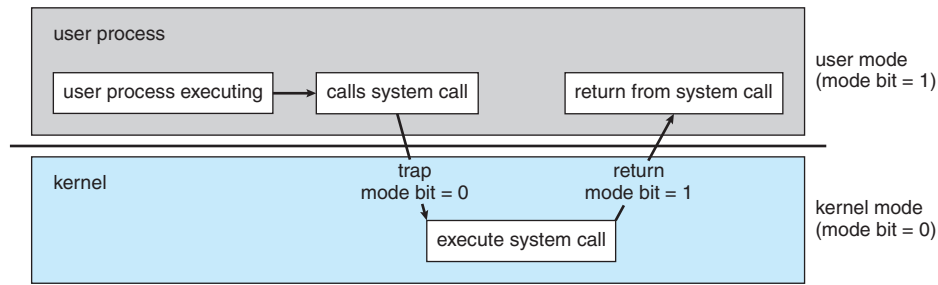 user process
user process executing
calls system call
return from system call
user mode
(mode bit = 1)
kernel
trap
mode bit = 0
return
mode bit = 1
execute system call
kernel mode
(mode bit = 0)